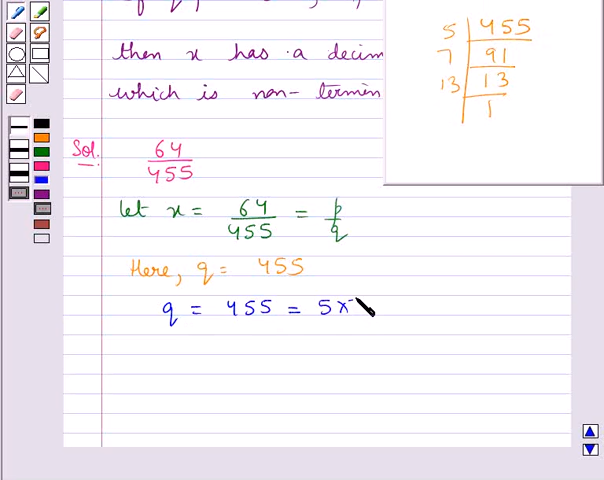 then x has a decim
which is non-termin
Sol. 64/455
let x = 64/455 = p/q
Here, q = 455
q = 455 = 5×
5 | 455
7 | 91
13 | 13
1